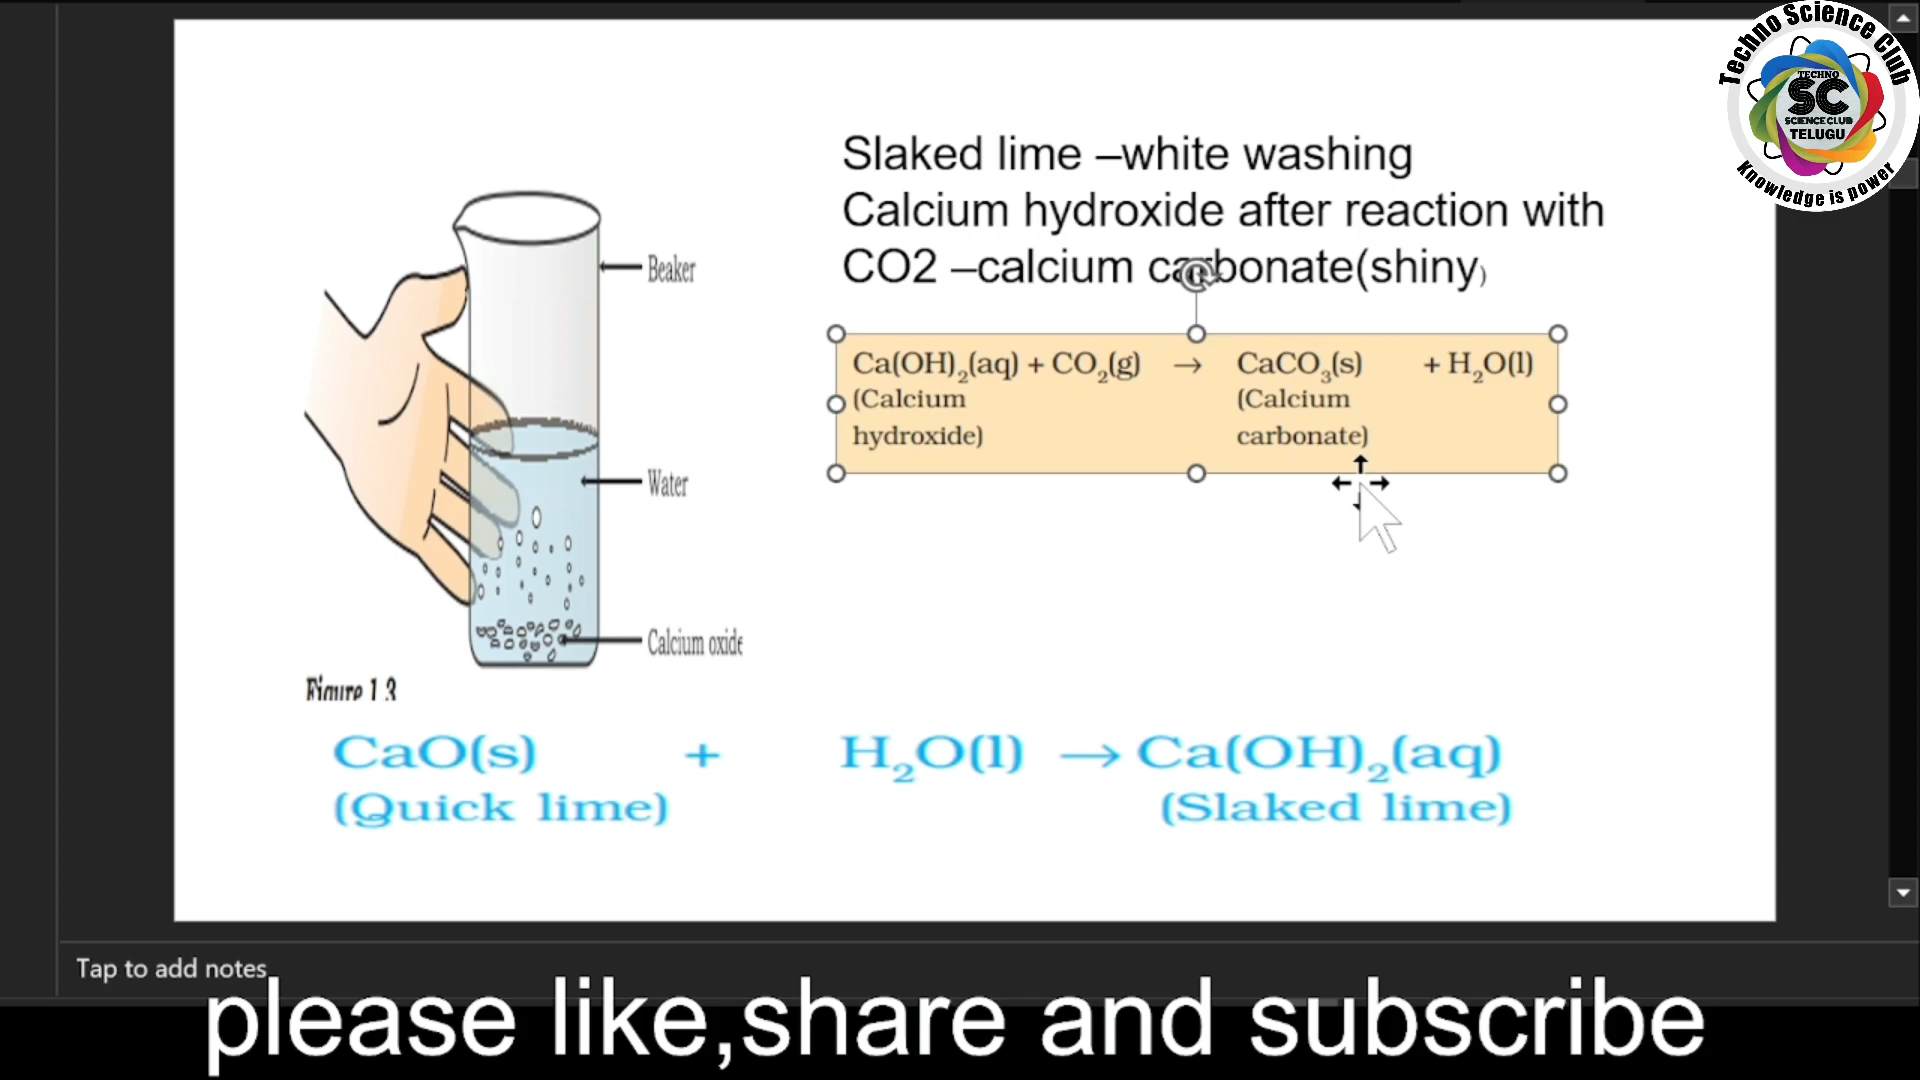 Techno Science Club
TECHNO
SC
SCIENCE CLUB
TELUGU
Knowledge is power
Slaked lime –white washing
Calcium hydroxide after reaction with
CO2 –calcium carbonate(shiny)
Ca(OH)₂(aq) + CO₂(g) → CaCO₃(s) + H₂O(l)
(Calcium (Calcium
hydroxide) carbonate)
Beaker
Water
Calcium oxide
Figure 1.3
CaO(s) + H₂O(l) → Ca(OH)₂(aq)
(Quick lime) (Slaked lime)
Tap to add notes
please like,share and subscribe